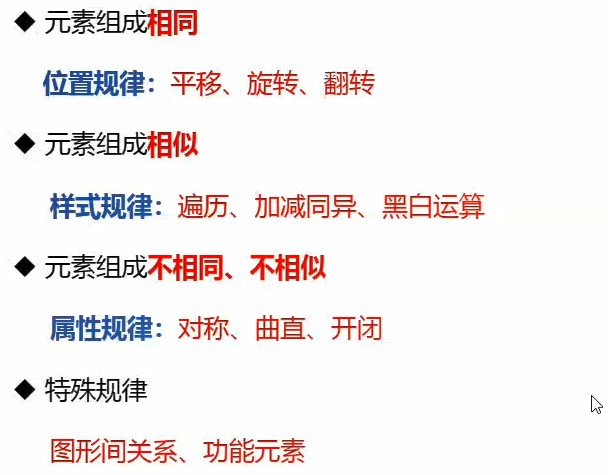 ◆ 元素组成相同
位置规律：平移、旋转、翻转
◆ 元素组成相似
样式规律：遍历、加减同异、黑白运算
◆ 元素组成不相同、不相似
属性规律：对称、曲直、开闭
◆ 特殊规律
图形间关系、功能元素